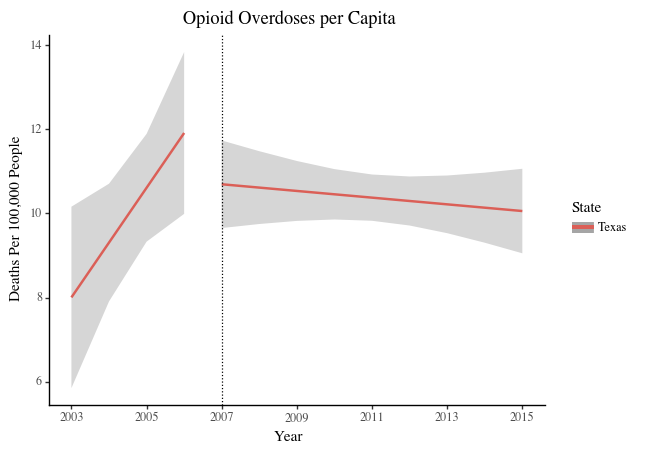 Opioid Overdoses per Capita
14
12
10
8
6
Deaths Per 100,000 People
2003 2005 2007 2009 2011 2013 2015
Year
State
Texas